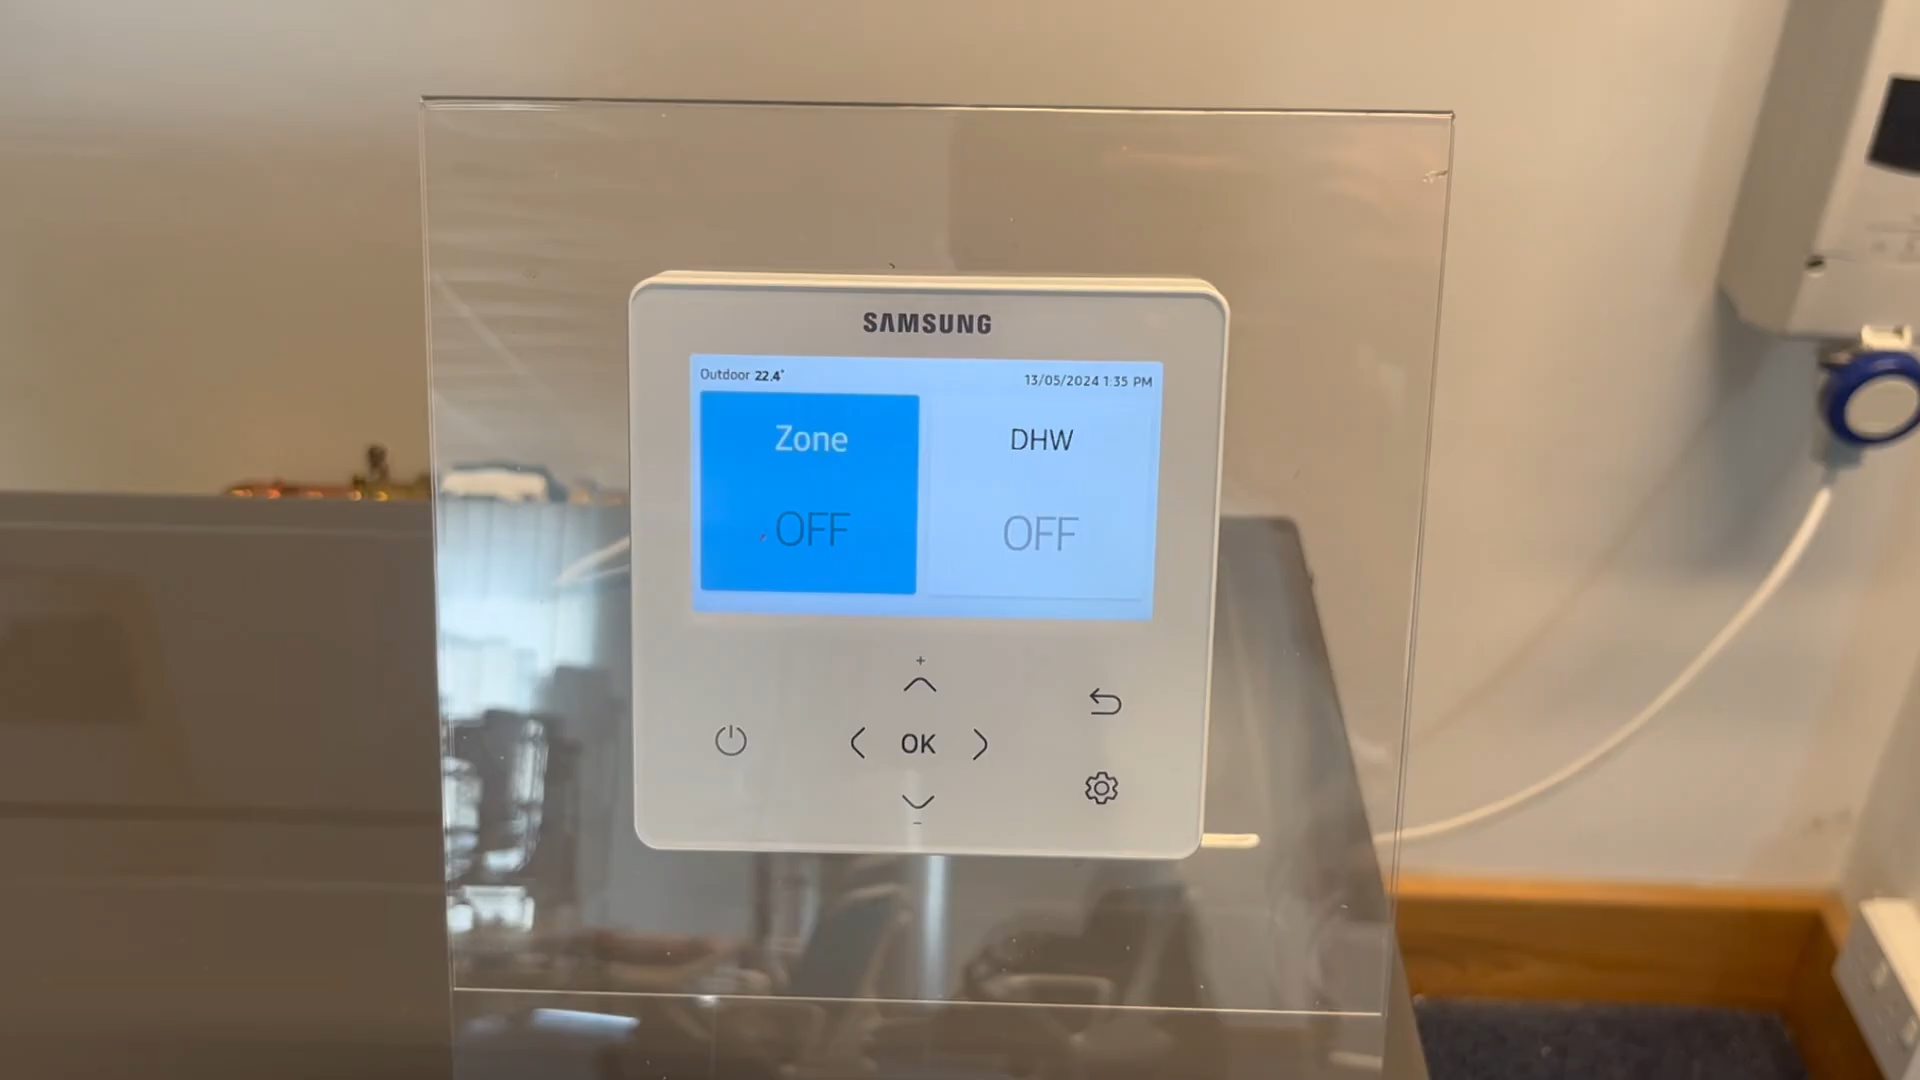 SAMSUNG
Outdoor 22.4°
13/05/2024 1:35 PM
Zone
DHW
OFF
OFF
+
OK
-